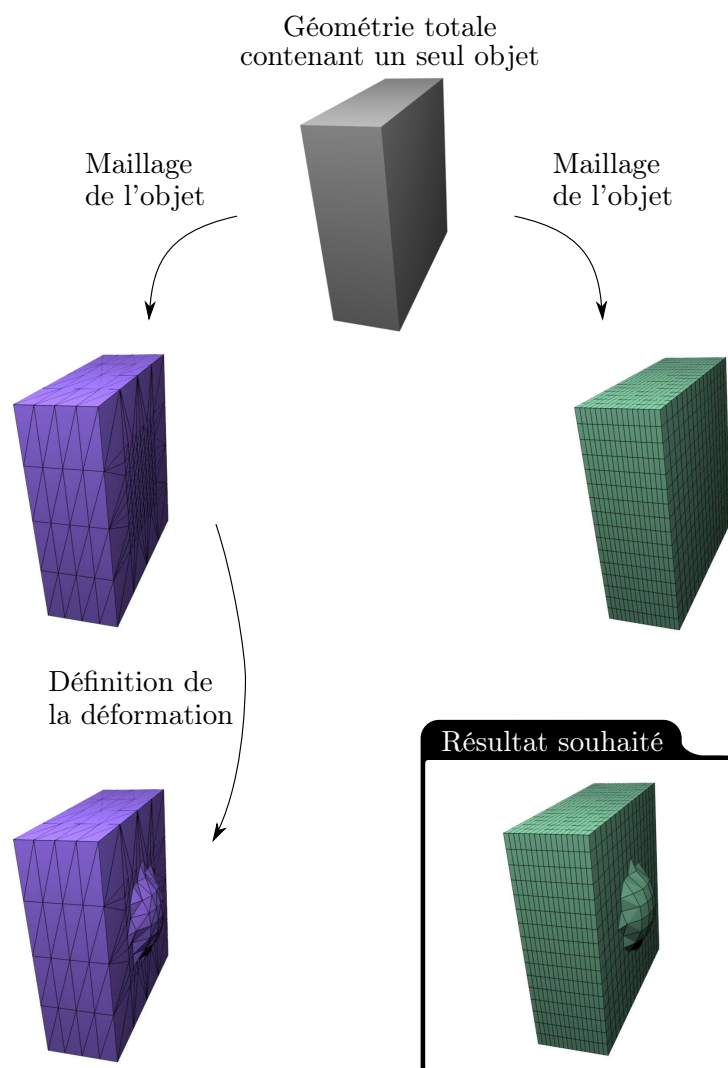 Géométrie totale
contenant un seul objet
Maillage
de l'objet
Maillage
de l'objet
Définition de
la déformation
Résultat souhaité